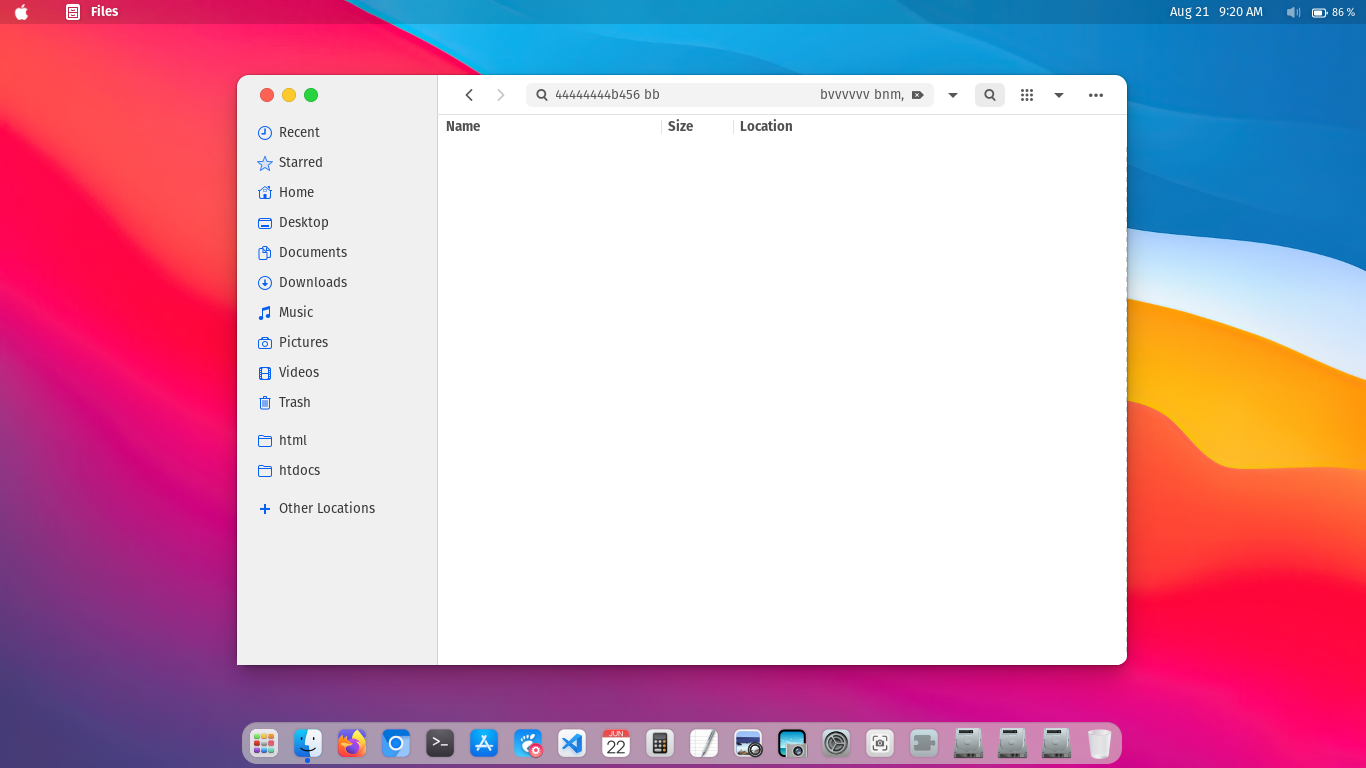 Files
Aug 21 9:20 AM
86 %
44444444b456 bb bvvvvvv bnm,
Name Size Location
Recent
Starred
Home
Desktop
Documents
Downloads
Music
Pictures
Videos
Trash
html
htdocs
Other Locations
>_
JUN
22